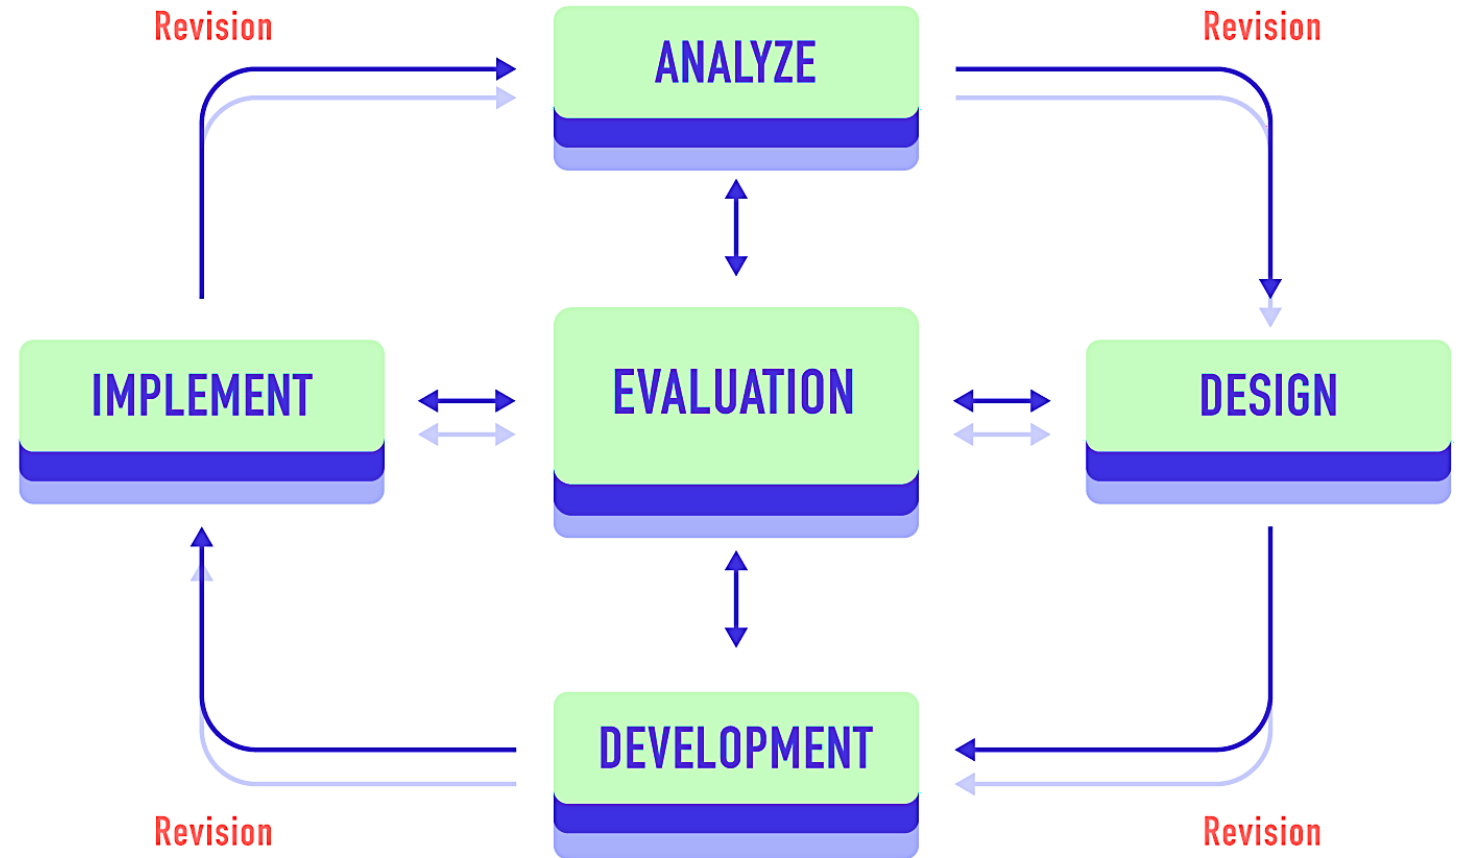 Revision
ANALYZE
Revision
IMPLEMENT
EVALUATION
DESIGN
DEVELOPMENT
Revision
Revision